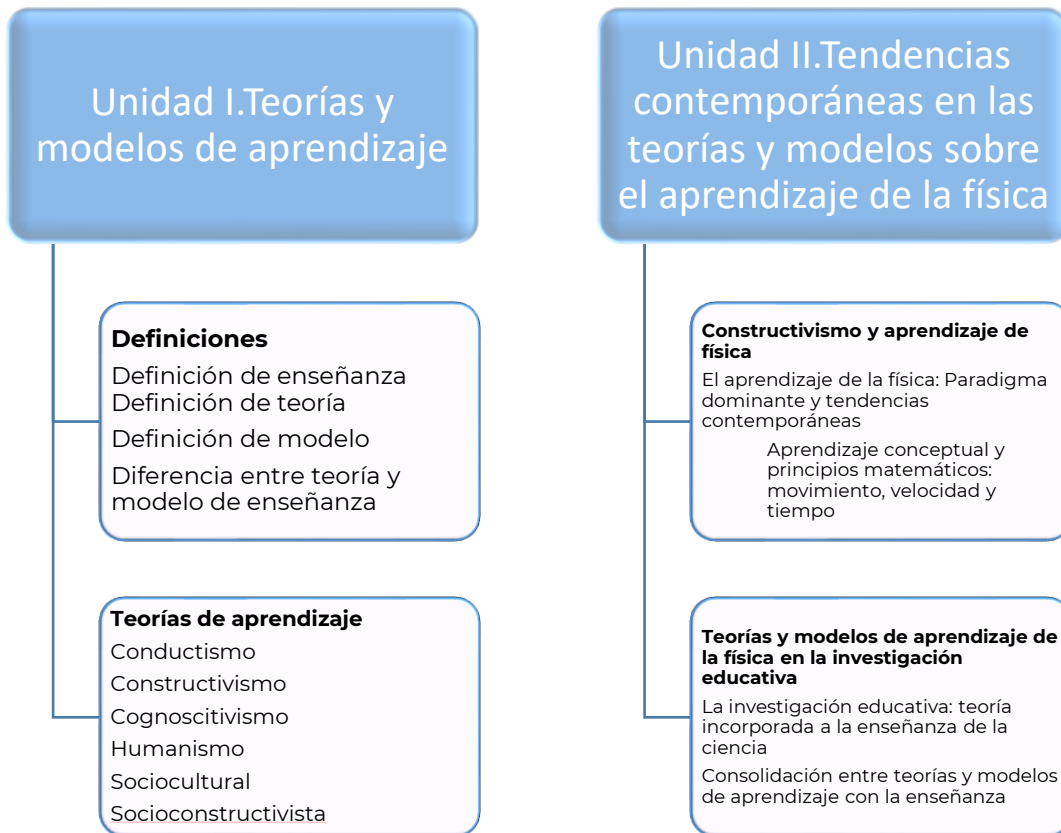 Unidad I.Teorías y
modelos de aprendizaje
Definiciones
Definición de enseñanza
Definición de teoría
Definición de modelo
Diferencia entre teoría y
modelo de enseñanza
Teorías de aprendizaje
Conductismo
Constructivismo
Cognoscitivismo
Humanismo
Sociocultural
Socioconstructivista
Unidad II.Tendencias
contemporáneas en las
teorías y modelos sobre
el aprendizaje de la física
Constructivismo y aprendizaje de
física
El aprendizaje de la física: Paradigma
dominante y tendencias
contemporáneas
Aprendizaje conceptual y
principios matemáticos:
movimiento, velocidad y
tiempo
Teorías y modelos de aprendizaje de
la física en la investigación
educativa
La investigación educativa: teoría
incorporada a la enseñanza de la
ciencia
Consolidación entre teorías y modelos
de aprendizaje con la enseñanza